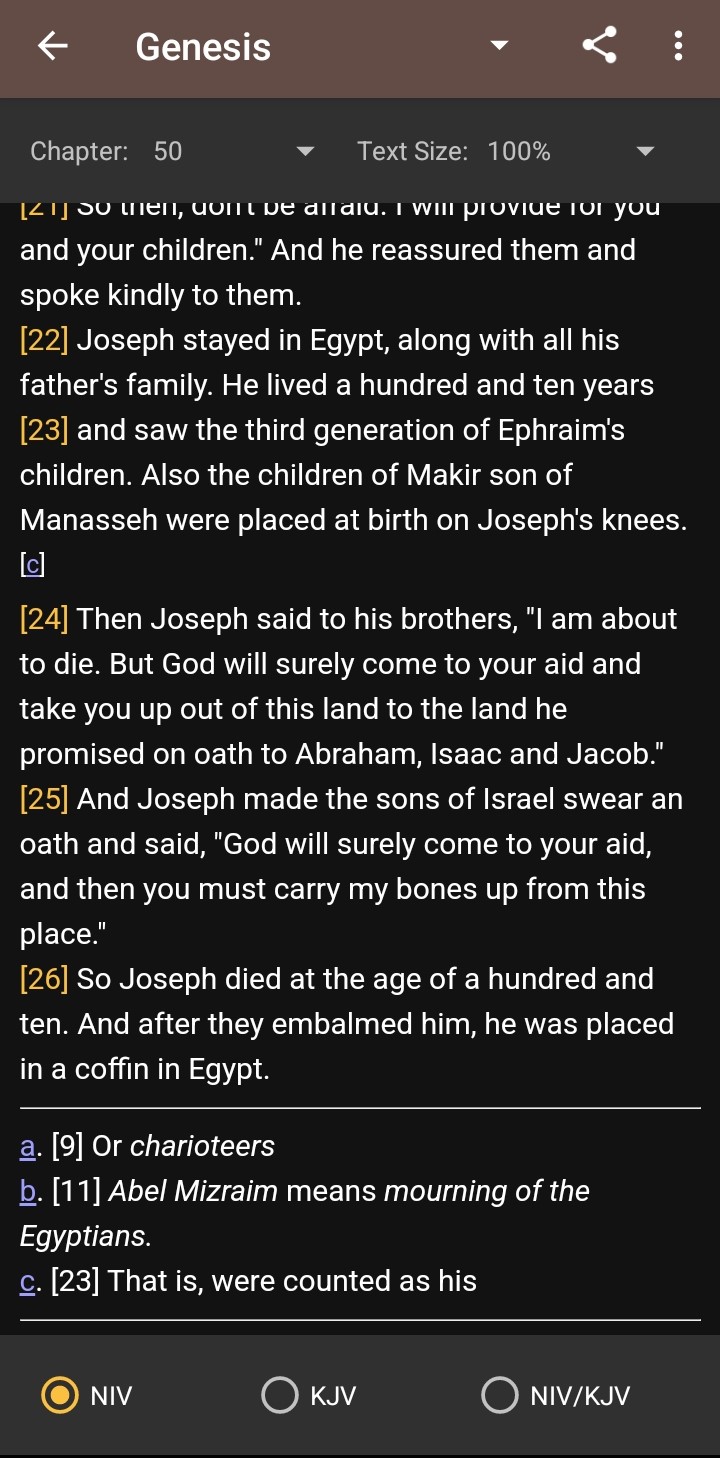 Genesis
Chapter: 50 Text Size: 100%
[21] So then, don't be afraid. I will provide for you
and your children." And he reassured them and
spoke kindly to them.
[22] Joseph stayed in Egypt, along with all his
father's family. He lived a hundred and ten years
[23] and saw the third generation of Ephraim's
children. Also the children of Makir son of
Manasseh were placed at birth on Joseph's knees.
[c]
[24] Then Joseph said to his brothers, "I am about
to die. But God will surely come to your aid and
take you up out of this land to the land he
promised on oath to Abraham, Isaac and Jacob."
[25] And Joseph made the sons of Israel swear an
oath and said, "God will surely come to your aid,
and then you must carry my bones up from this
place."
[26] So Joseph died at the age of a hundred and
ten. And after they embalmed him, he was placed
in a coffin in Egypt.
a. [9] Or charioteers
b. [11] Abel Mizraim means mourning of the
Egyptians.
c. [23] That is, were counted as his
NIV KJV NIV/KJV